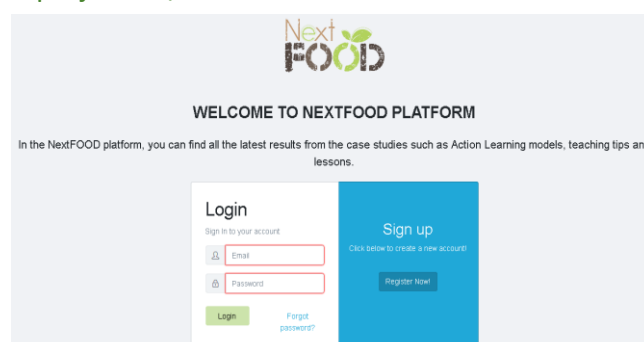 Next
FOOD
WELCOME TO NEXTFOOD PLATFORM
In the NextFOOD platform, you can find all the latest results from the case studies such as Action Learning models, teaching tips an
lessons.
Login
Sign in to your account
Email
Password
Login
Forgot
password?
Sign up
Click below to create a new account!
Register Now!